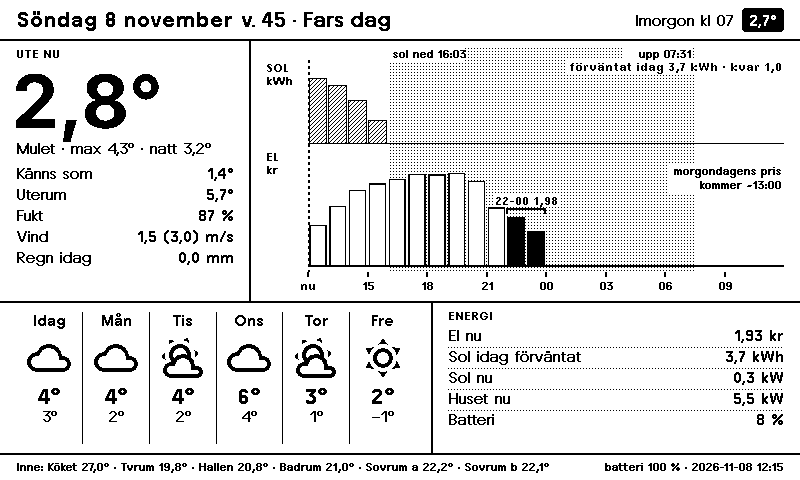 Söndag 8 november v. 45 · Fars dag
Imorgon kl 07 2,7°
UTE NU
2,8°
Mulet · max 4,3° · natt 3,2°
Känns som 1,4°
Uterum 5,7°
Fukt 87 %
Vind 1,5 (3,0) m/s
Regn idag 0,0 mm
sol ned 16:03 upp 07:31
SOL
kWh
förväntat idag 3,7 kWh · kvar 1,0
EL
kr
morgondagens pris
kommer ~13:00
22-00 1,98
nu 15 18 21 00 03 06 09
Idag Mån Tis Ons Tor Fre
4° 4° 4° 6° 3° 2°
3° 2° 2° 4° 1° −1°
ENERGI
El nu 1,93 kr
Sol idag förväntat 3,7 kWh
Sol nu 0,3 kW
Huset nu 5,5 kW
Batteri 8 %
Inne: Köket 27,0° · Tvrum 19,8° · Hallen 20,8° · Badrum 21,0° · Sovrum a 22,2° · Sovrum b 22,1°
batteri 100 % · 2026-11-08 12:15